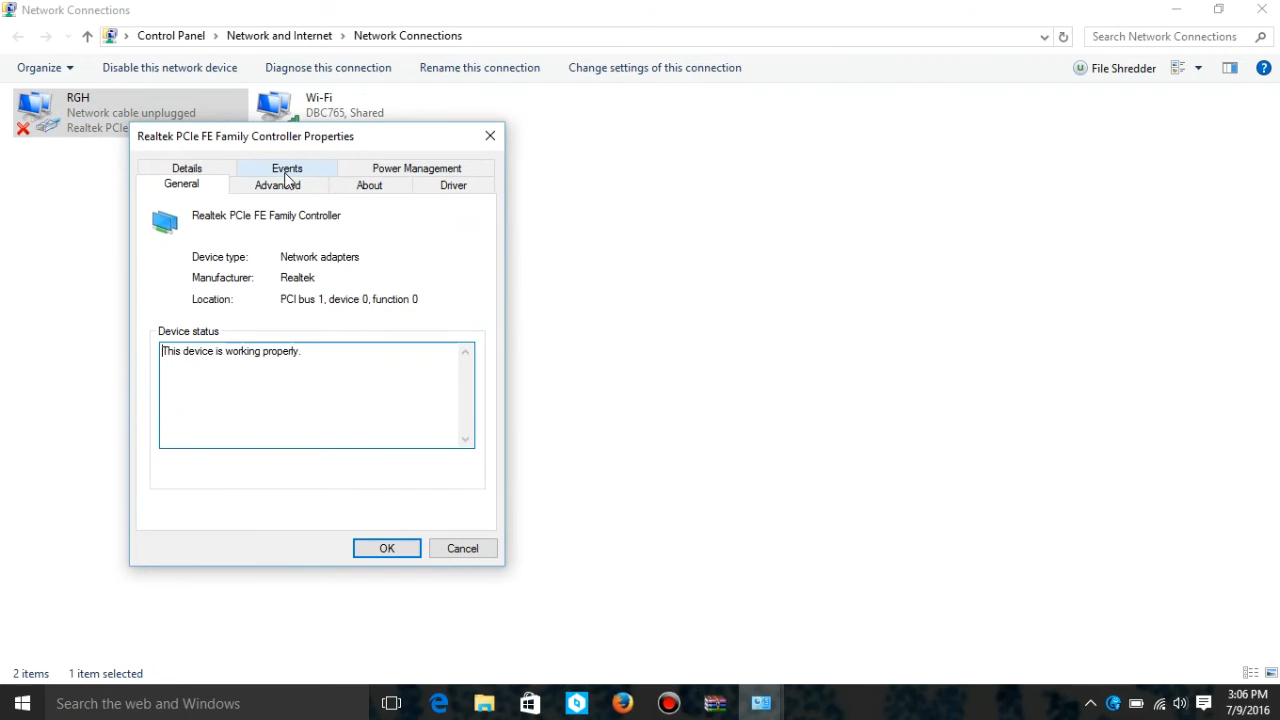 Network Connections
Control Panel > Network and Internet > Network Connections
Search Network Connections
Organize Disable this network device Diagnose this connection Rename this connection Change settings of this connection File Shredder
RGH
Network cable unplugged
Realtek PCIe
Wi-Fi
DBC765, Shared
Realtek PCIe FE Family Controller Properties
Details Events Power Management
General Advanced About Driver
Realtek PCIe FE Family Controller
Device type: Network adapters
Manufacturer: Realtek
Location: PCI bus 1, device 0, function 0
Device status
This device is working properly.
OK Cancel
2 items 1 item selected
Search the web and Windows
3:06 PM
7/9/2016